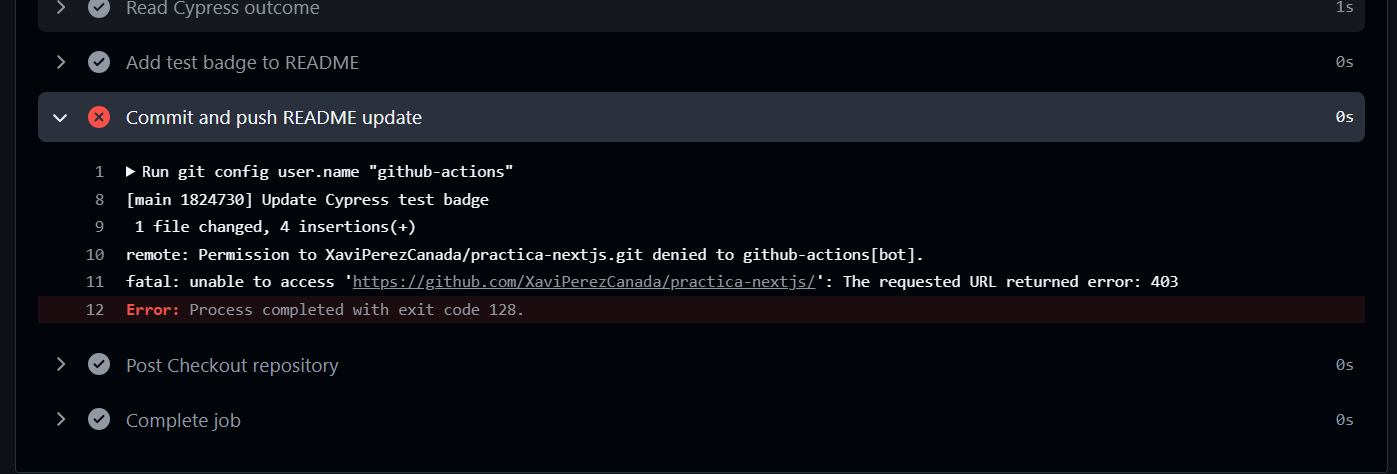 Read Cypress outcome 1s
Add test badge to README 0s
Commit and push README update 0s
1 Run git config user.name "github-actions"
8 [main 1824730] Update Cypress test badge
9 1 file changed, 4 insertions(+)
10 remote: Permission to XaviPerezCanada/practica-nextjs.git denied to github-actions[bot].
11 fatal: unable to access 'https://github.com/XaviPerezCanada/practica-nextjs/': The requested URL returned error: 403
12 Error: Process completed with exit code 128.
Post Checkout repository 0s
Complete job 0s